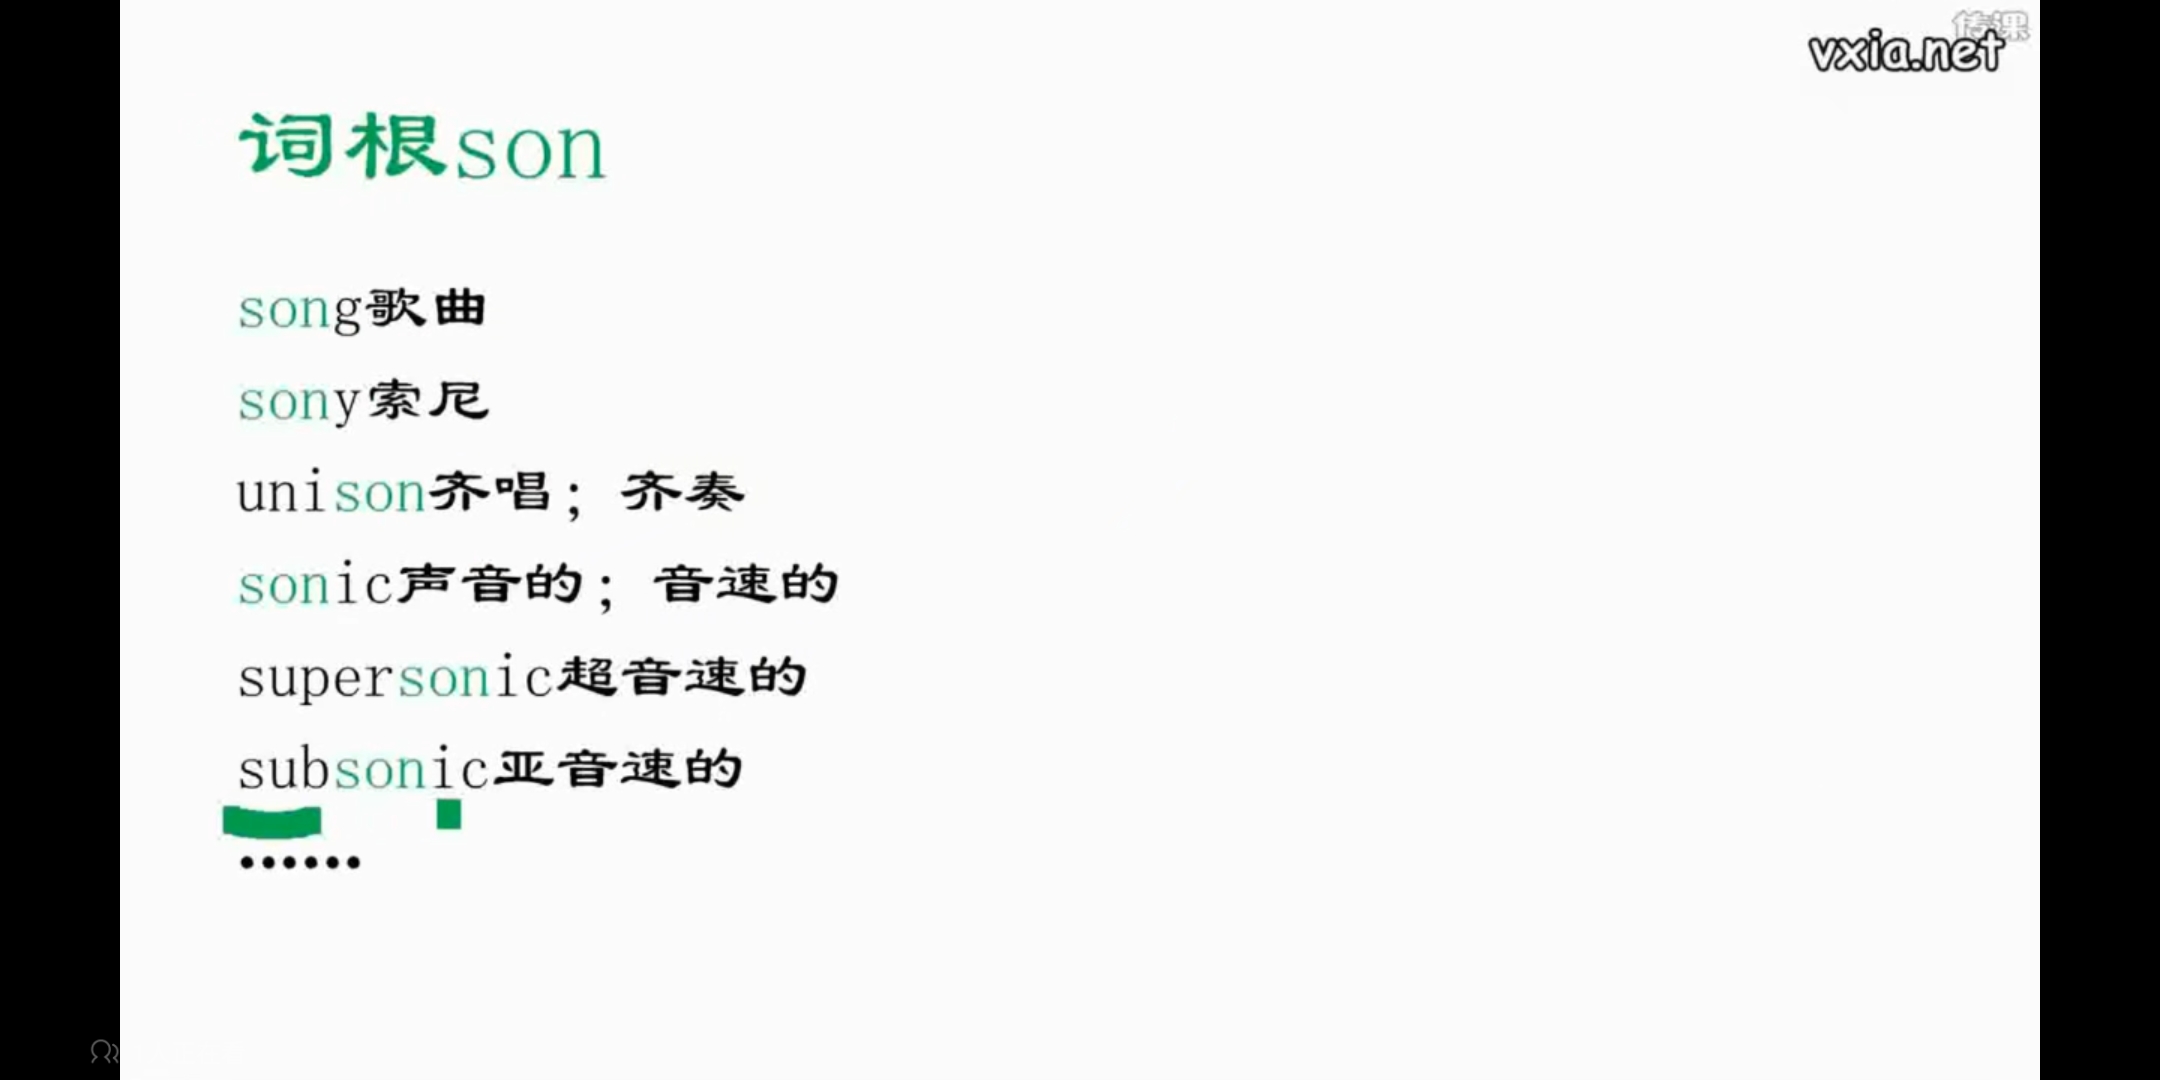 传课
vxia.net
词根son
song歌曲
sony索尼
unison齐唱；齐奏
sonic声音的；音速的
supersonic超音速的
subsonic亚音速的
······